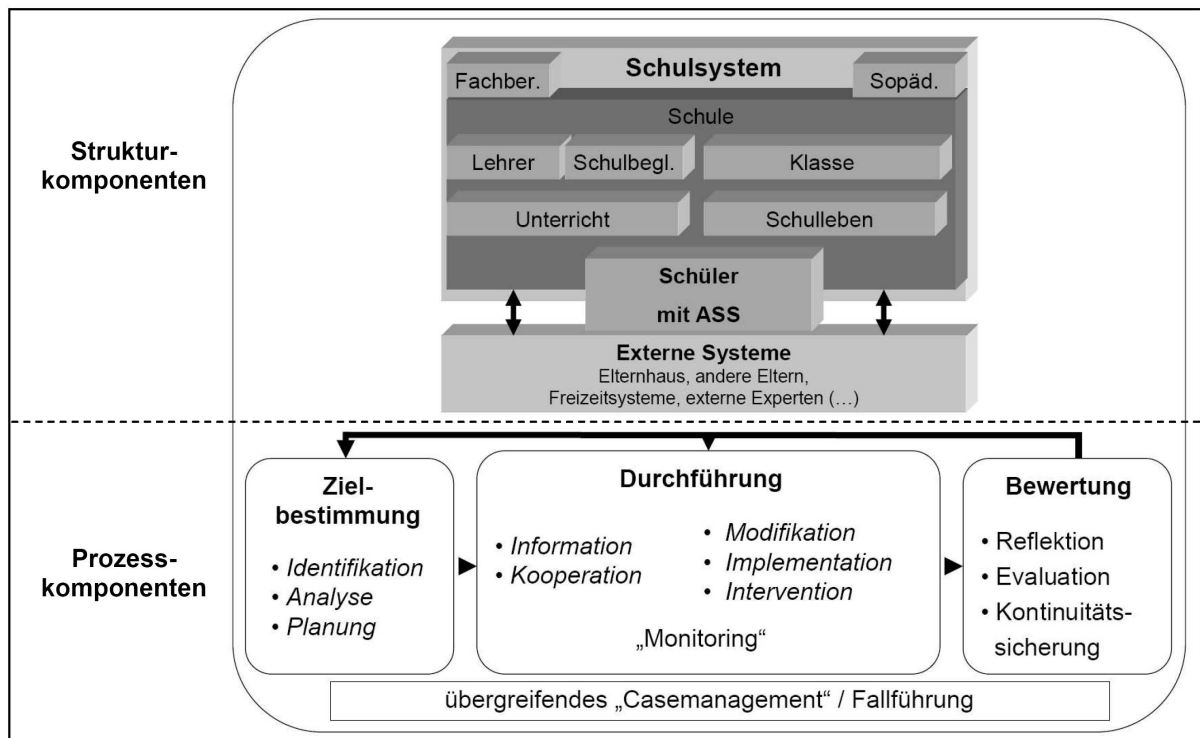 Schulsystem
Fachber.
Sopäd.
Schule
Lehrer
Schulbegl.
Klasse
Unterricht
Schulleben
Schüler
mit ASS
Externe Systeme
Elternhaus, andere Eltern,
Freizeitsysteme, externe Experten (…)
Struktur-
komponenten
Prozess-
komponenten
Ziel-
bestimmung
• Identifikation
• Analyse
• Planung
Durchführung
• Information
• Kooperation
• Modifikation
• Implementation
• Intervention
„Monitoring“
Bewertung
• Reflektion
• Evaluation
• Kontinuitäts-
sicherung
übergreifendes „Casemanagement“ / Fallführung